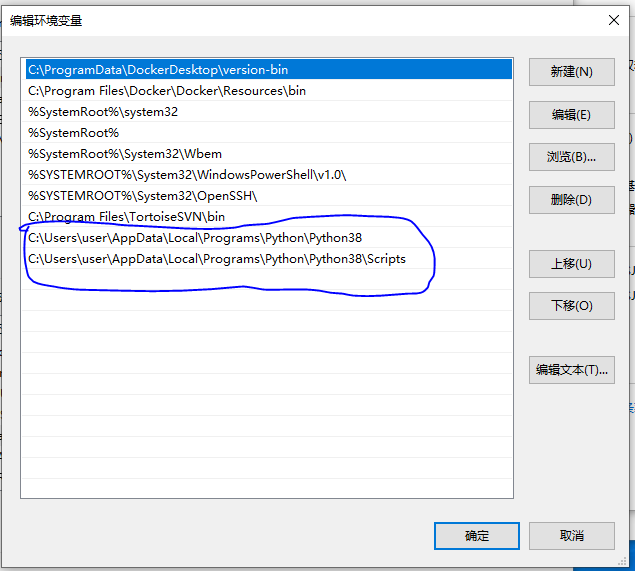 编辑环境变量
C:\ProgramData\DockerDesktop\version-bin
C:\Program Files\Docker\Docker\Resources\bin
%SystemRoot%\system32
%SystemRoot%
%SystemRoot%\System32\Wbem
%SYSTEMROOT%\System32\WindowsPowerShell\v1.0\
%SYSTEMROOT%\System32\OpenSSH\
C:\Program Files\TortoiseSVN\bin
C:\Users\user\AppData\Local\Programs\Python\Python38
C:\Users\user\AppData\Local\Programs\Python\Python38\Scripts
新建(N)
编辑(E)
浏览(B)...
删除(D)
上移(U)
下移(O)
编辑文本(T)...
确定
取消